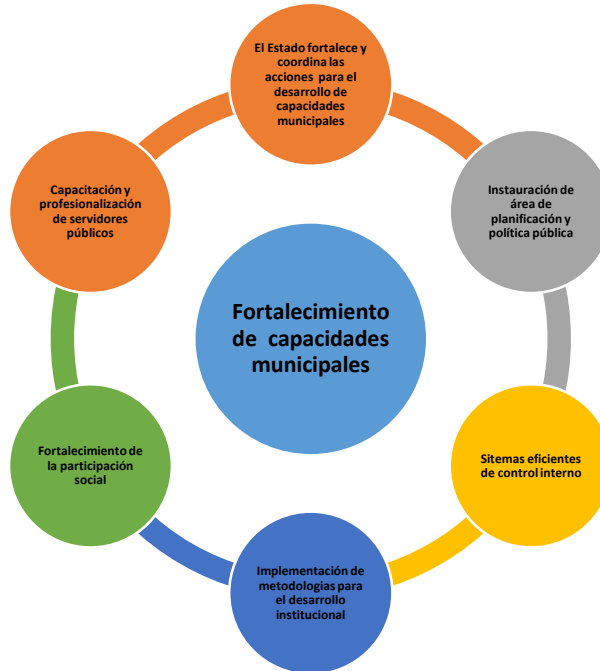 El Estado fortalece y
coordina las
acciones para el
desarrollo de
capacidades
municipales
Instauración de
área de
planificación y
política pública
Sitemas eficientes
de control interno
Implementación de
metodologias para
el desarrollo
institucional
Fortalecimiento de
la participación
social
Capacitación y
profesionalización
de servidores
públicos
Fortalecimiento
de capacidades
municipales